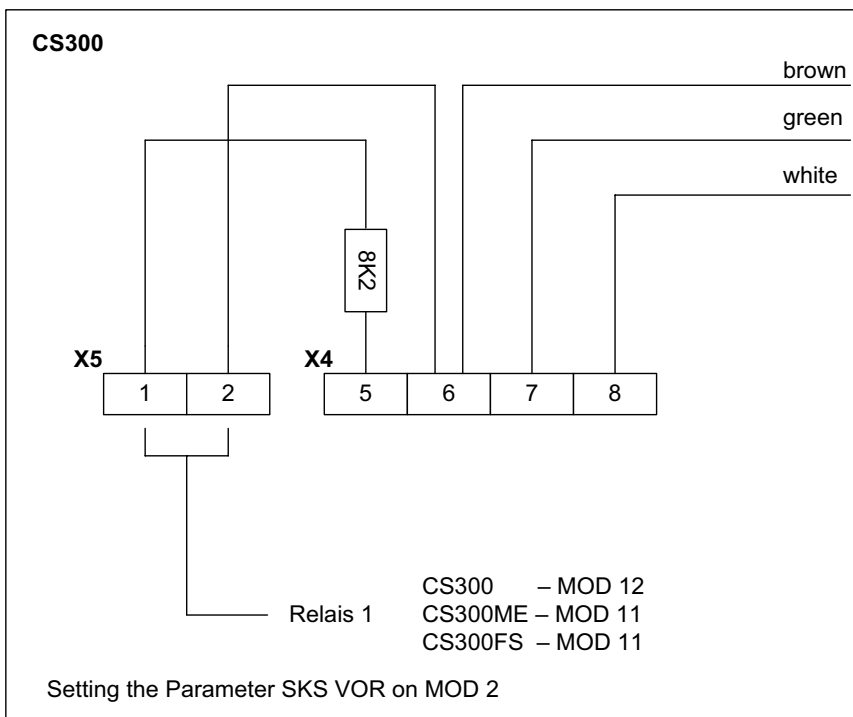 CS300
brown
green
white
8K2
X5
X4
1
2
5
6
7
8
Relais 1
CS300 – MOD 12
CS300ME – MOD 11
CS300FS – MOD 11
Setting the Parameter SKS VOR on MOD 2